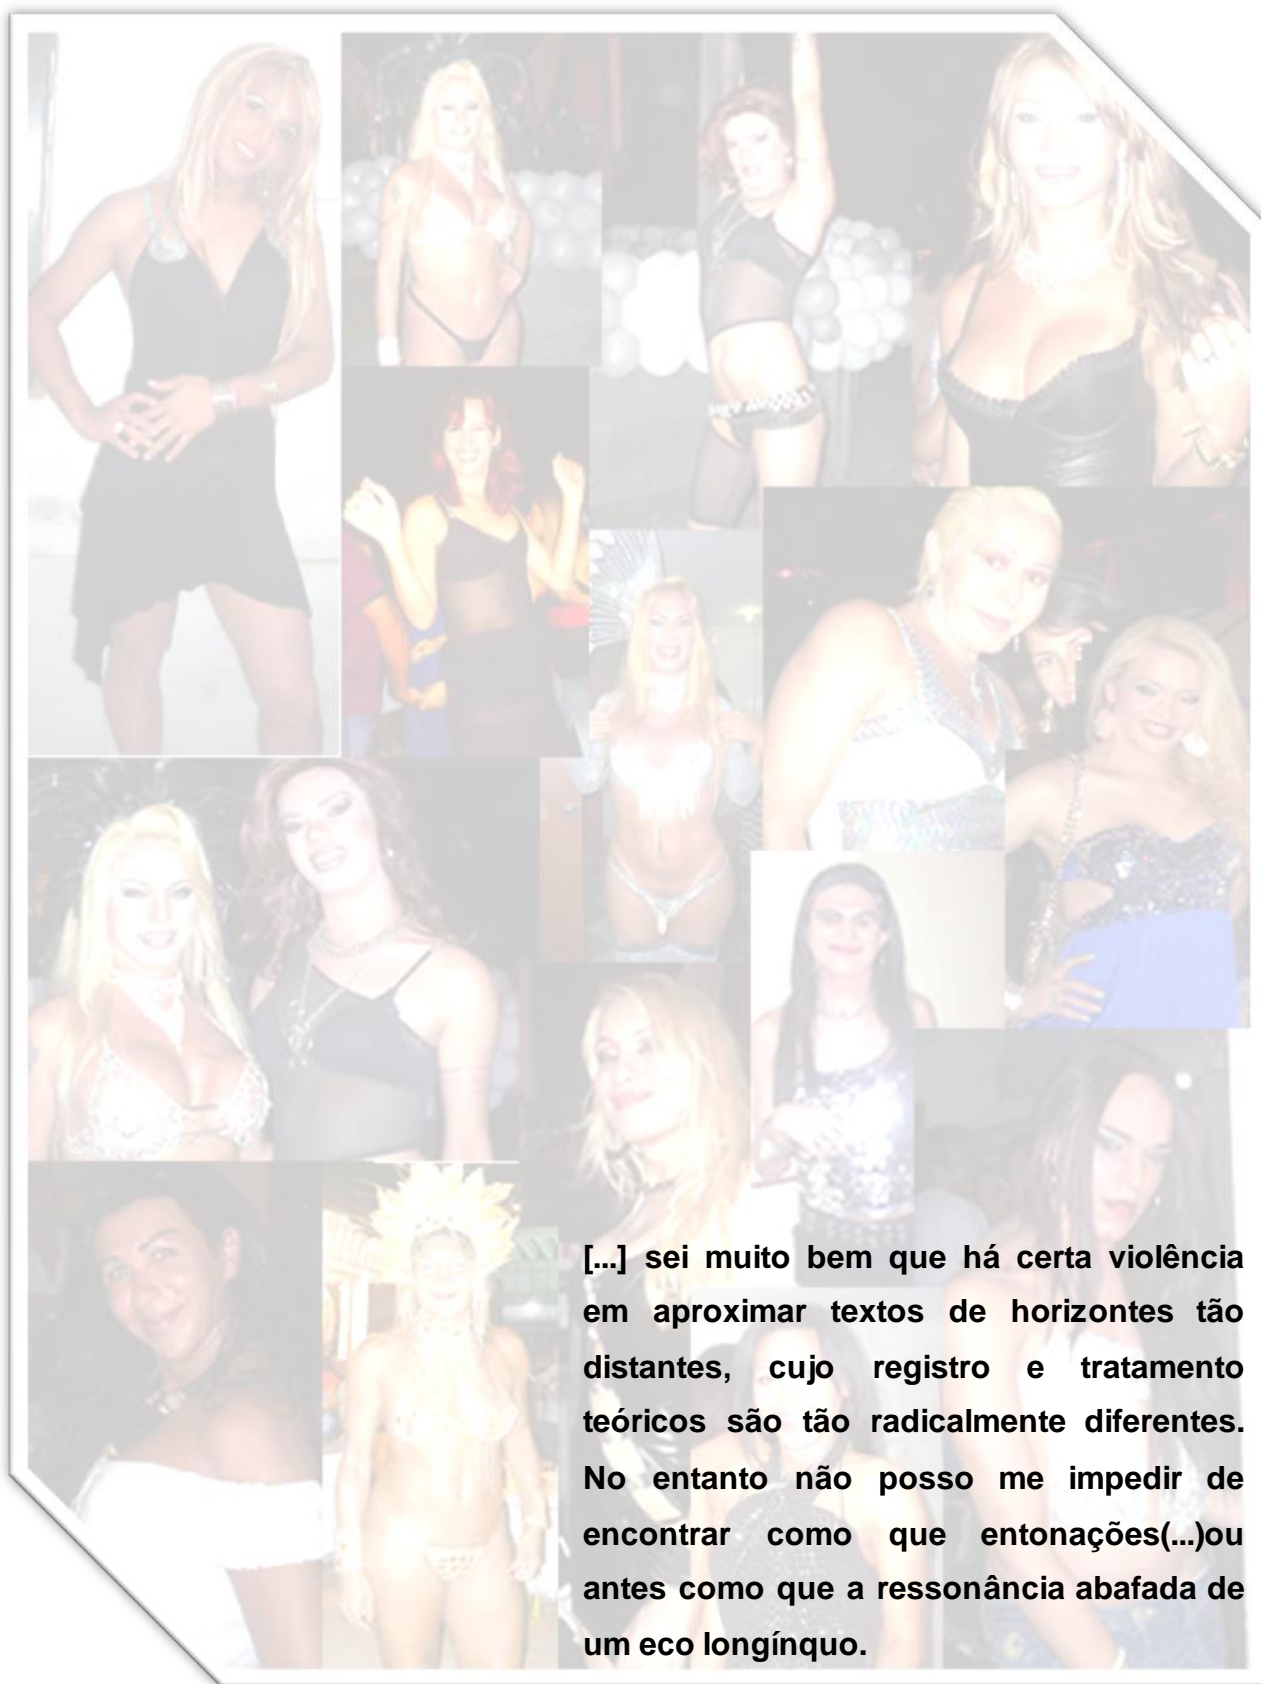 [...] sei muito bem que há certa violência
em aproximar textos de horizontes tão
distantes, cujo registro e tratamento
teóricos são tão radicalmente diferentes.
No entanto não posso me impedir de
encontrar como que entonações(...)ou
antes como que a ressonância abafada de
um eco longínquo.